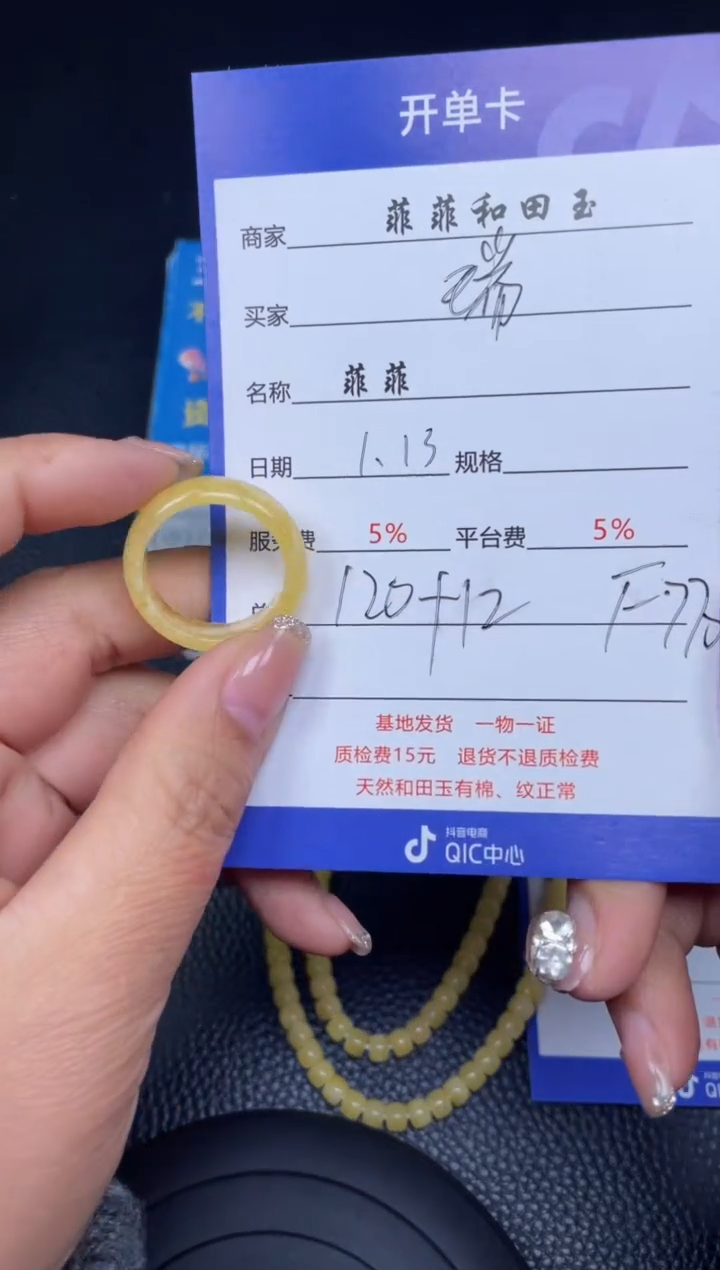 开单卡
商家 菲菲和田玉
买家 瑞
名称 菲菲
日期 1.13 规格
服 费 5% 平台费 5%
120+12
基地发货 一物一证
质检费15元 退货不退质检费
天然和田玉有棉、纹正常
抖音电商
QIC中心